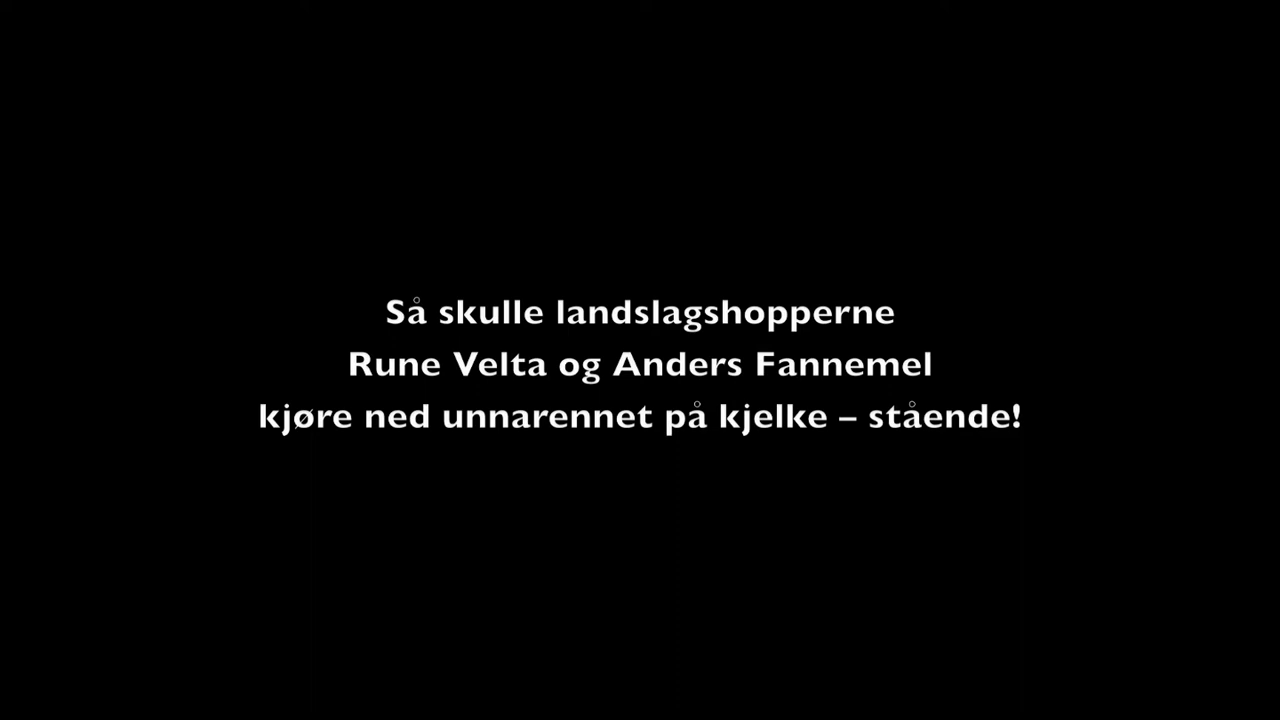 Så skulle landslagshopperne
Rune Velta og Anders Fannemel
kjøre ned unnarennet på kjelke – stående!